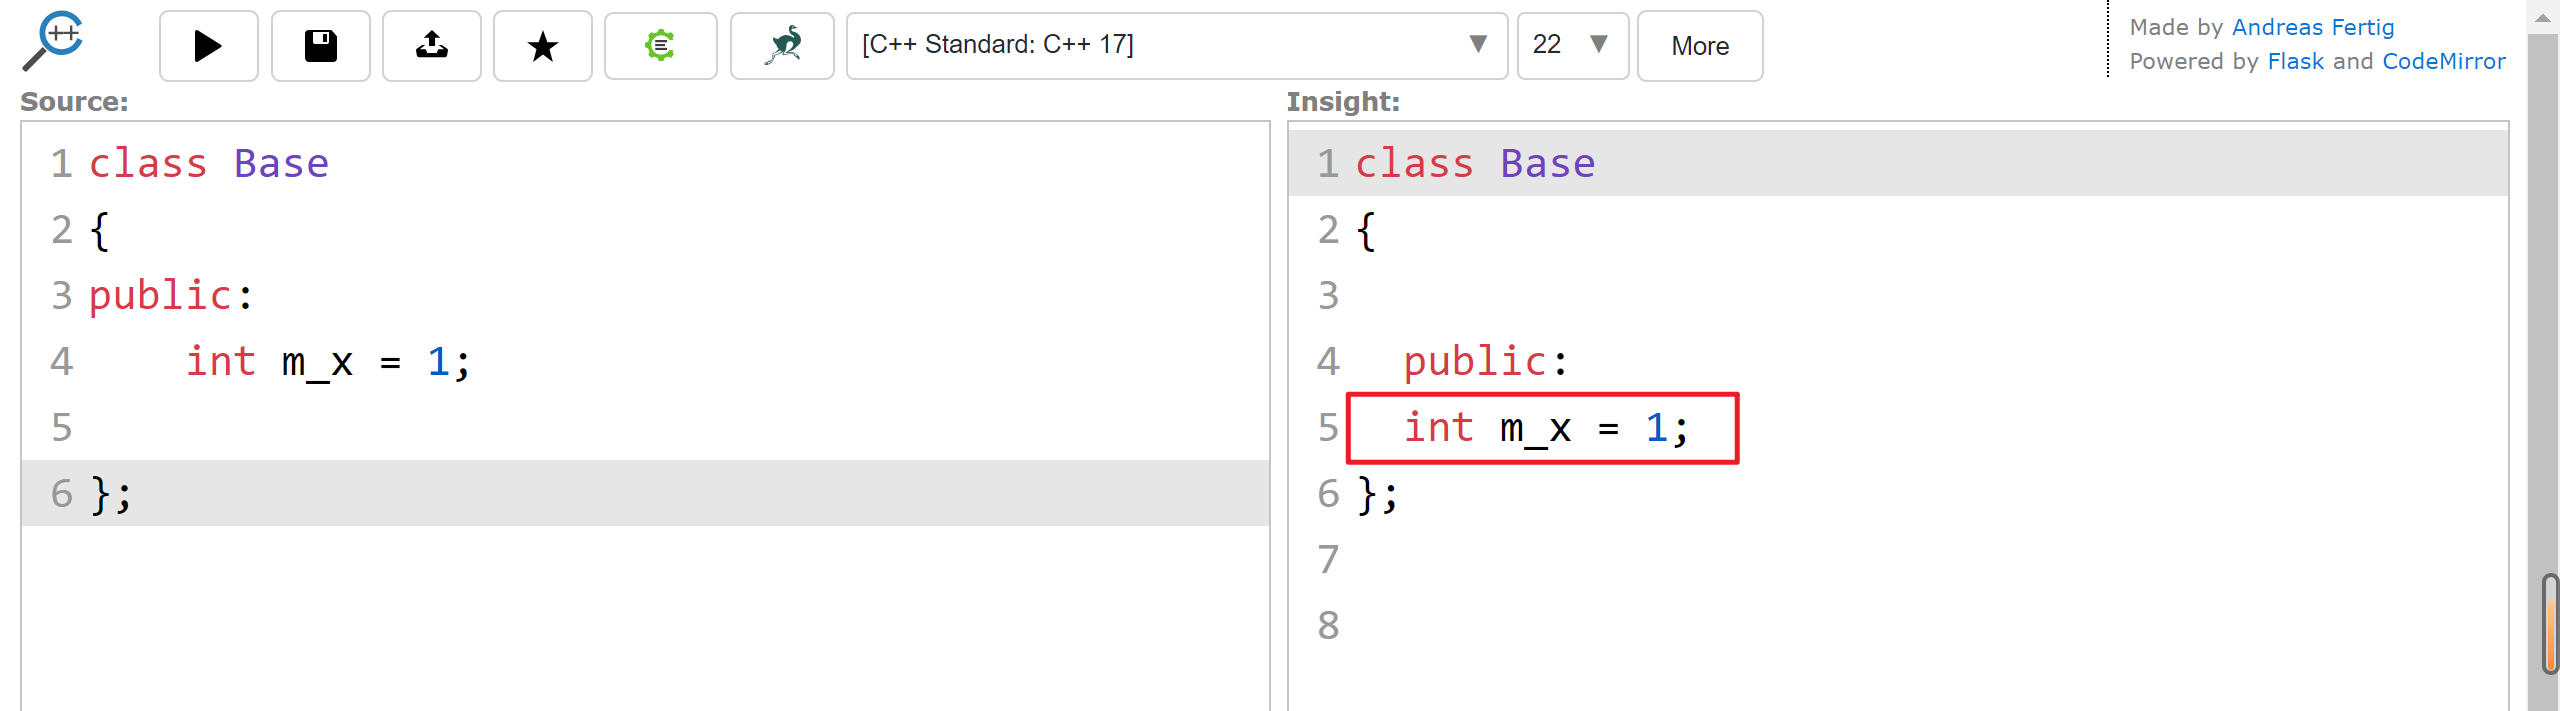 ++
[C++ Standard: C++ 17] 22 More
Made by Andreas Fertig
Powered by Flask and CodeMirror
Source:
1 class Base
2 {
3 public:
4     int m_x = 1;
5
6 };
Insight:
1 class Base
2 {
3
4   public:
5   int m_x = 1;
6 };
7
8